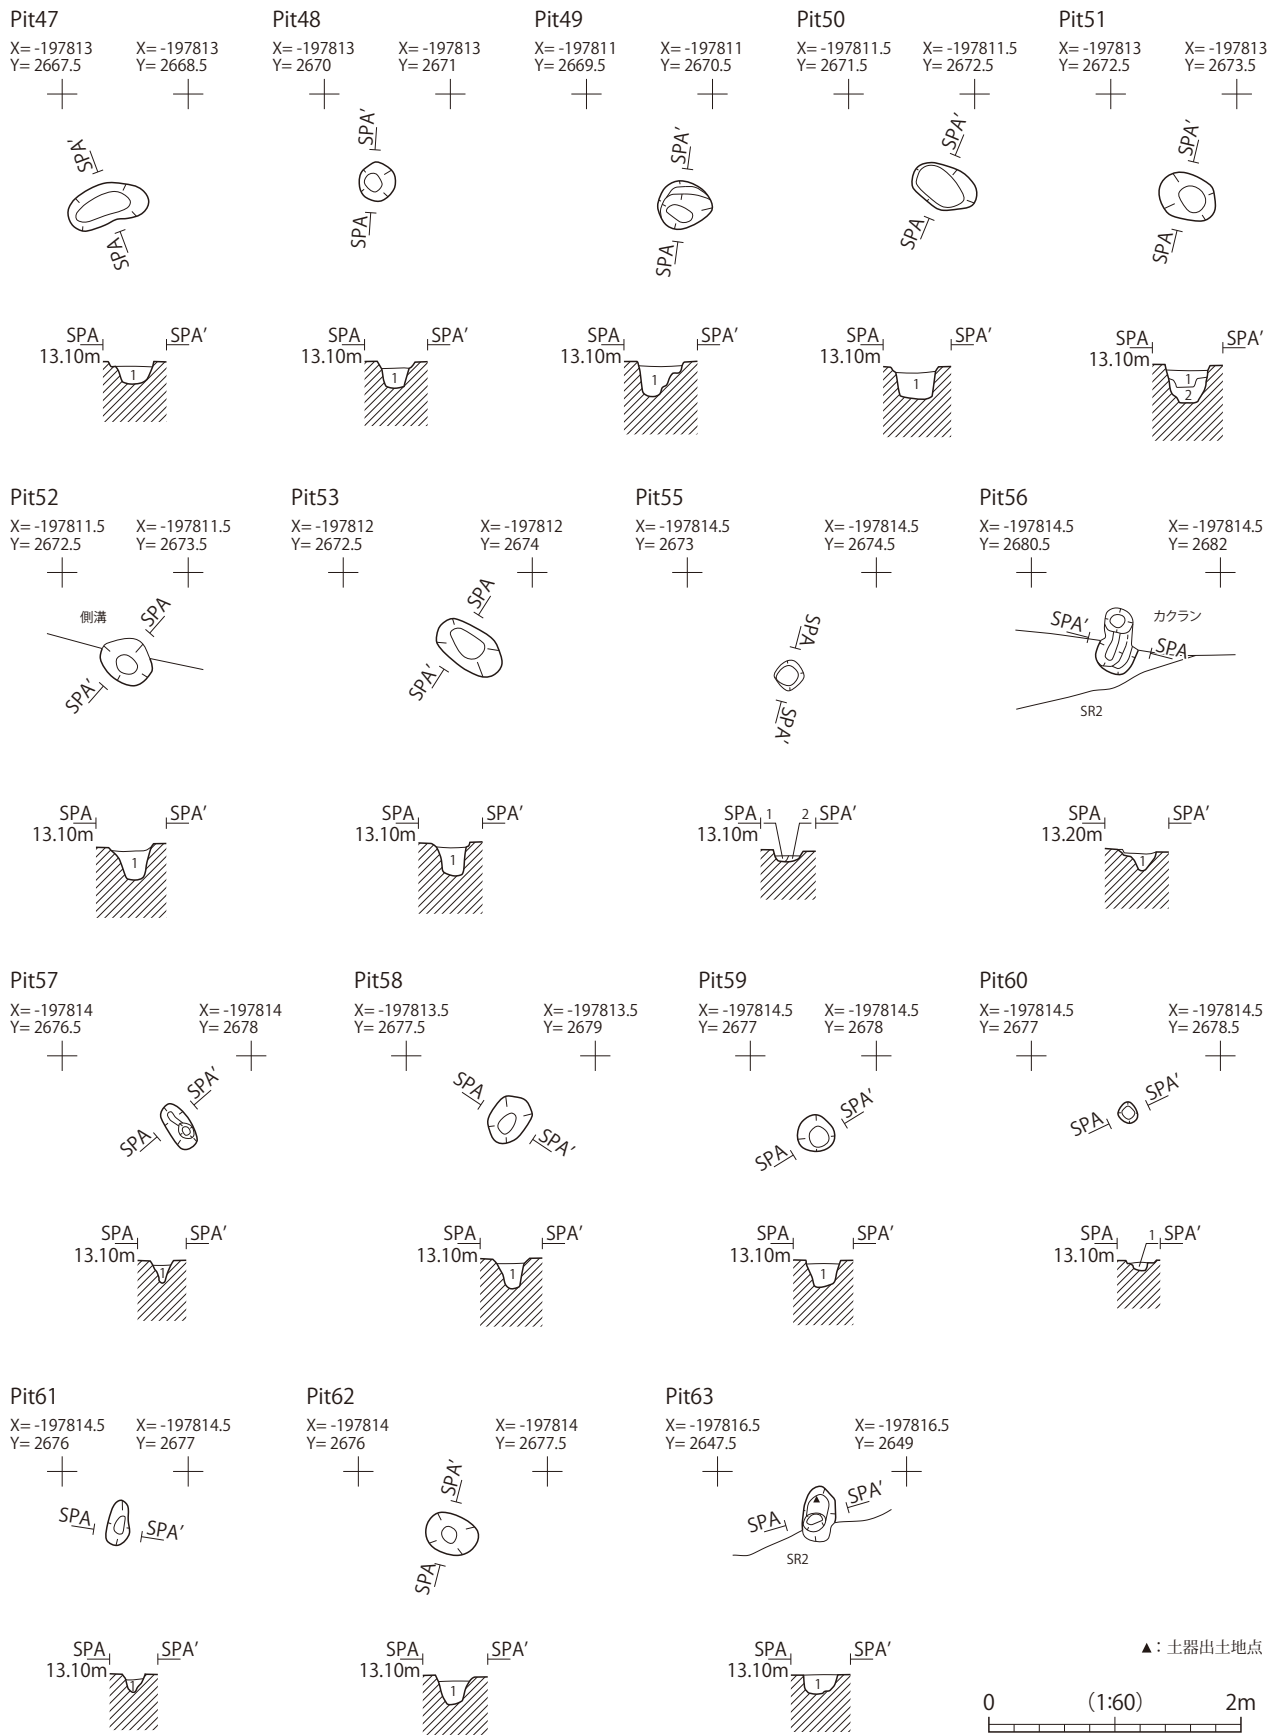 Pit47
X= -197813 X= -197813
Y= 2667.5 Y= 2668.5
SPA'
SPA
SPA SPA'
13.10m
1
Pit48
X= -197813 X= -197813
Y= 2670 Y= 2671
SPA'
SPA
SPA SPA'
13.10m
1
Pit49
X= -197811 X= -197811
Y= 2669.5 Y= 2670.5
SPA'
SPA
SPA SPA'
13.10m
1
Pit50
X= -197811.5 X= -197811.5
Y= 2671.5 Y= 2672.5
SPA'
SPA
SPA SPA'
13.10m
1
Pit51
X= -197813 X= -197813
Y= 2672.5 Y= 2673.5
SPA'
SPA
SPA SPA'
13.10m
1
2
Pit52
X= -197811.5 X= -197811.5
Y= 2672.5 Y= 2673.5
側溝
SPA
SPA'
SPA SPA'
13.10m
1
Pit53
X= -197812 X= -197812
Y= 2672.5 Y= 2674
SPA
SPA'
SPA SPA'
13.10m
1
Pit55
X= -197814.5 X= -197814.5
Y= 2673 Y= 2674.5
SPA
SPA'
SPA 1 2 SPA'
13.10m
Pit56
X= -197814.5 X= -197814.5
Y= 2680.5 Y= 2682
カクラン
SPA'
SPA
SR2
SPA SPA'
13.20m
1
Pit57
X= -197814 X= -197814
Y= 2676.5 Y= 2678
SPA'
SPA
SPA SPA'
13.10m
1
Pit58
X= -197813.5 X= -197813.5
Y= 2677.5 Y= 2679
SPA
SPA'
SPA SPA'
13.10m
1
Pit59
X= -197814.5 X= -197814.5
Y= 2677 Y= 2678
SPA'
SPA
SPA SPA'
13.10m
1
Pit60
X= -197814.5 X= -197814.5
Y= 2677 Y= 2678.5
SPA'
SPA
SPA 1 SPA'
13.10m
Pit61
X= -197814.5 X= -197814.5
Y= 2676 Y= 2677
SPA
SPA'
SPA SPA'
13.10m
1
Pit62
X= -197814 X= -197814
Y= 2676 Y= 2677.5
SPA'
SPA
SPA SPA'
13.10m
1
Pit63
X= -197816.5 X= -197816.5
Y= 2647.5 Y= 2649
SPA'
SPA
SR2
SPA SPA'
13.10m
1
▲：土器出土地点
0 (1:60) 2m